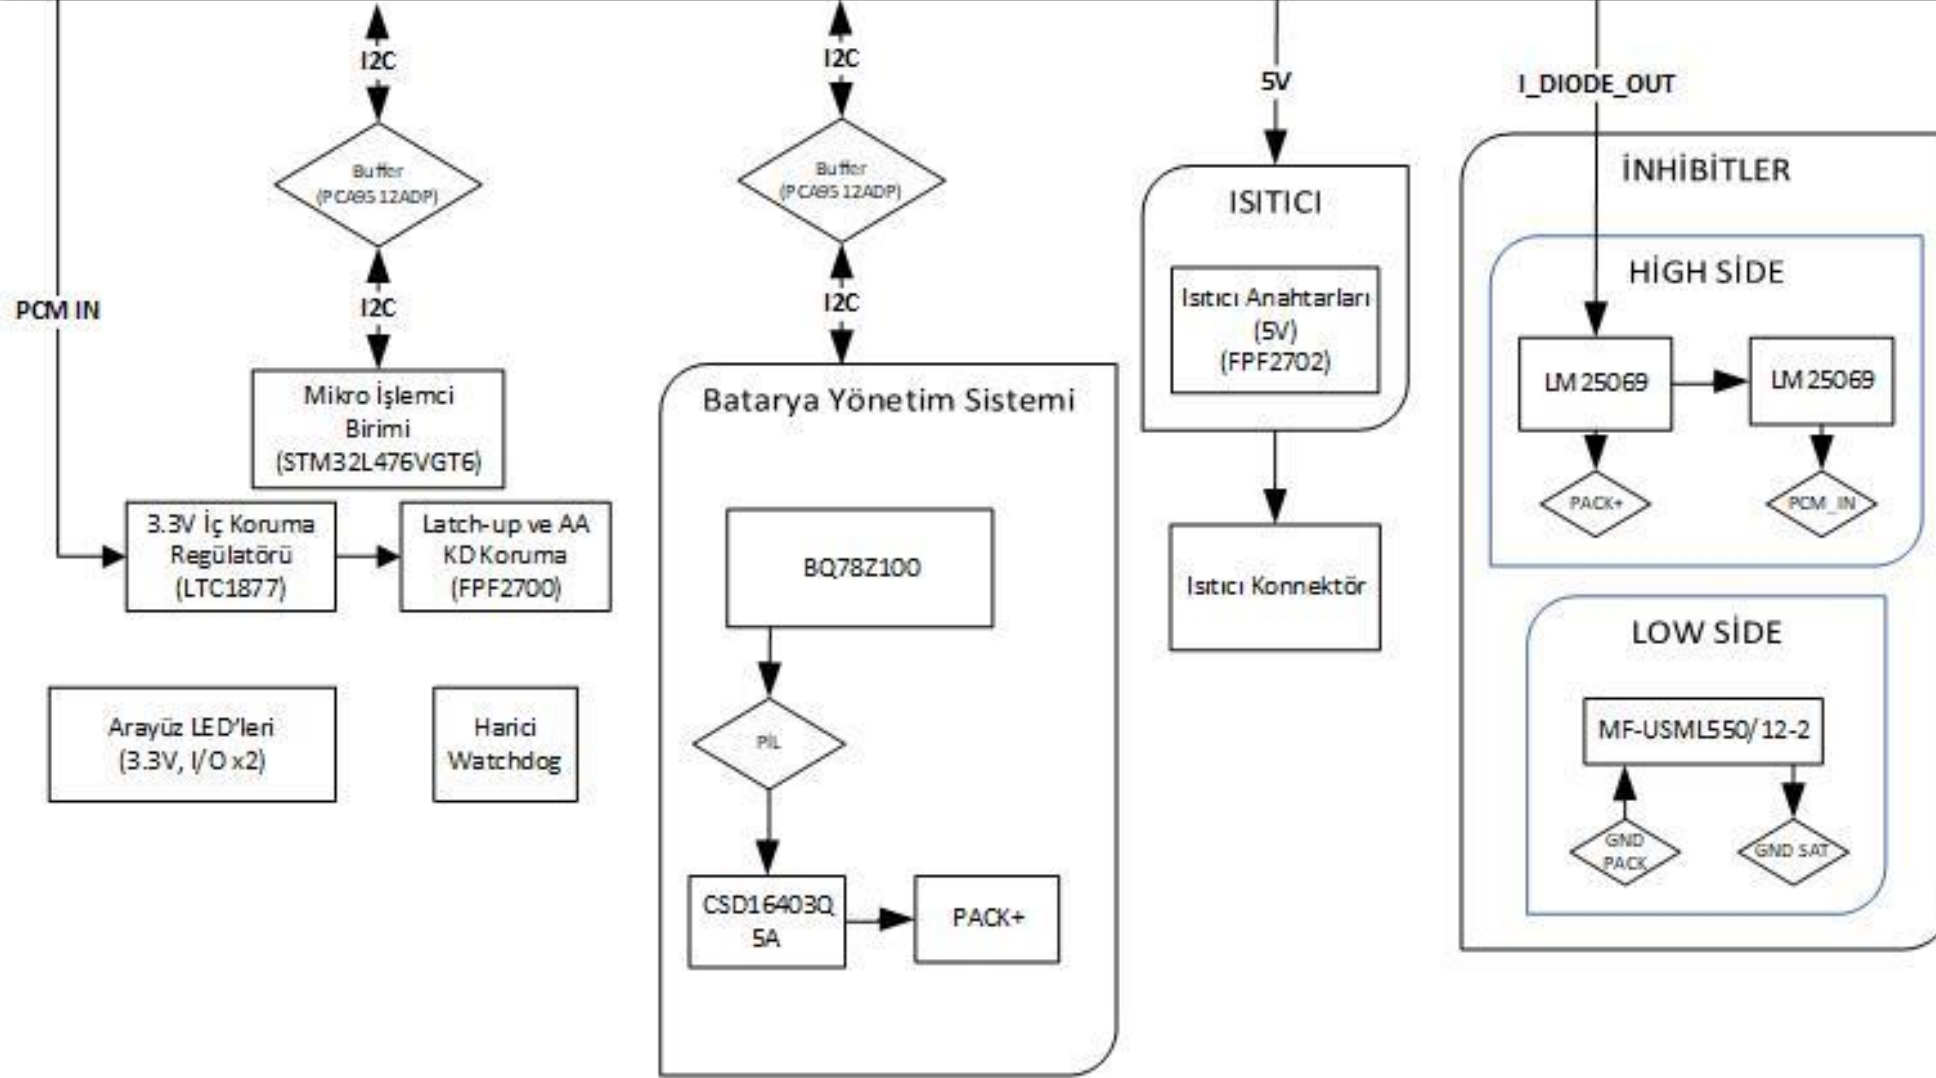 I2C
Buffer
(PCA9512ADP)
I2C
PCM IN
Mikro İşlemci
Birimi
(STM32L476VGT6)
3.3V İç Koruma
Regülatörü
(LTC1877)
Latch-up ve AA
KD Koruma
(FPF2700)
Arayüz LED'leri
(3.3V, I/O x2)
Harici
Watchdog
I2C
Buffer
(PCA9512ADP)
I2C
Batarya Yönetim Sistemi
BQ78Z100
PİL
CSD16403Q
5A
PACK+
5V
ISITICI
Isıtıcı Anahtarları
(5V)
(FPF2702)
Isıtıcı Konnektör
I_DIODE_OUT
İNHİBİTLER
HİGH SİDE
LM25069
LM25069
PACK+
PCM_IN
LOW SİDE
MF-USML550/12-2
GND
PACK
GND SAT